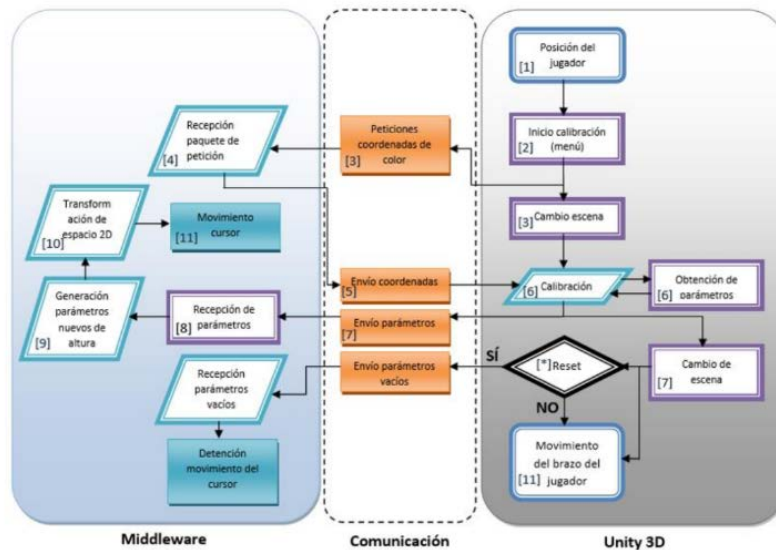 Posición del
jugador
[1]
Inicio calibración
(menú)
[2]
Peticiones
coordenadas de
color
[3]
Recepción
paquete de
petición
[4]
Cambio escena
[3]
Transform
ación de
espacio 2D
[10]
Movimiento
cursor
[11]
Envío coordenadas
[5]
Calibración
[6]
Obtención de
parámetros
[6]
Generación
parámetros
nuevos de
altura
[9]
Recepción de
parámetros
[8]
Envío parámetros
[7]
Envío parámetros
vacíos
SÍ
[*]Reset
Cambio de
escena
[7]
Recepción
parámetros
vacíos
NO
Detención
movimiento del
cursor
Movimiento
del brazo del
jugador
[11]
Middleware
Comunicación
Unity 3D